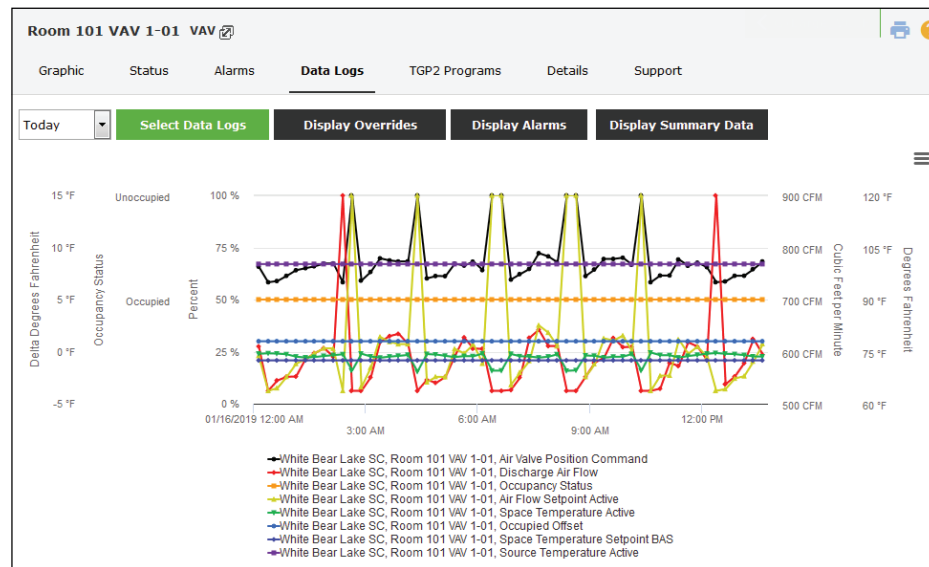 Room 101 VAV 1-01 VAV
Graphic Status Alarms Data Logs TGP2 Programs Details Support
Today Select Data Logs Display Overrides Display Alarms Display Summary Data
15 °F Unoccupied 100 % 900 CFM 120 °F
10 °F 75 % 800 CFM 105 °F
5 °F Occupied 50 % 700 CFM 90 °F
0 °F 25 % 600 CFM 75 °F
-5 °F 0 % 500 CFM 60 °F
Delta Degrees Fahrenheit
Occupancy Status
Percent
Cubic Feet per Minute
Degrees Fahrenheit
01/16/2019 12:00 AM 3:00 AM 6:00 AM 9:00 AM 12:00 PM
White Bear Lake SC, Room 101 VAV 1-01, Air Valve Position Command
White Bear Lake SC, Room 101 VAV 1-01, Discharge Air Flow
White Bear Lake SC, Room 101 VAV 1-01, Occupancy Status
White Bear Lake SC, Room 101 VAV 1-01, Air Flow Setpoint Active
White Bear Lake SC, Room 101 VAV 1-01, Space Temperature Active
White Bear Lake SC, Room 101 VAV 1-01, Occupied Offset
White Bear Lake SC, Room 101 VAV 1-01, Space Temperature Setpoint BAS
White Bear Lake SC, Room 101 VAV 1-01, Source Temperature Active